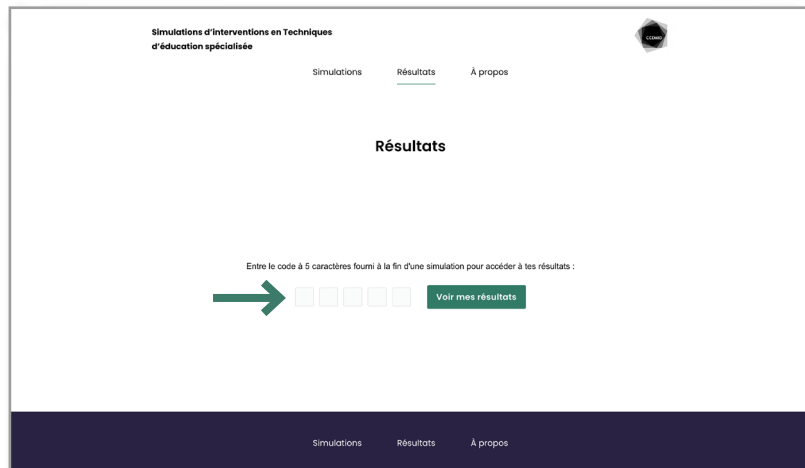 Simulations d'interventions en Techniques
d'éducation spécialisée
CCDMD
Simulations Résultats À propos
Résultats
Entre le code à 5 caractères fourni à la fin d'une simulation pour accéder à tes résultats :
Voir mes résultats
Simulations Résultats À propos